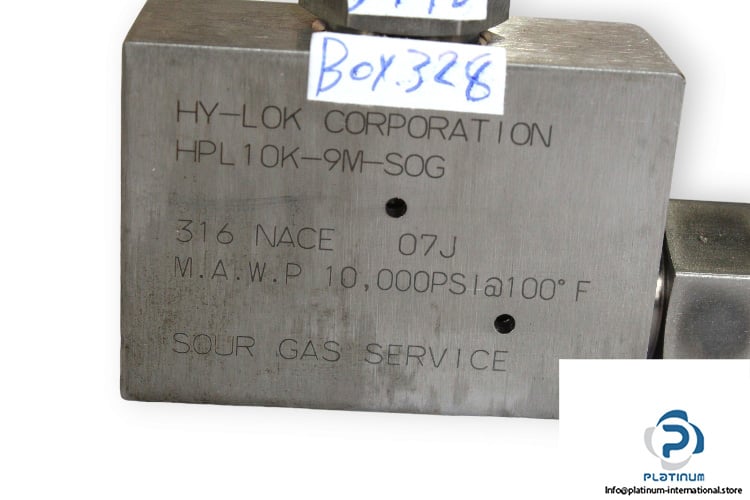 Box.328
HY-LOK CORPORATION
HPL10K-9M-SOG
316 NACE 07J
M.A.W.P 10,000PSI@100°F
SOUR GAS SERVICE
PLATINUM
Info@platinum-international.store